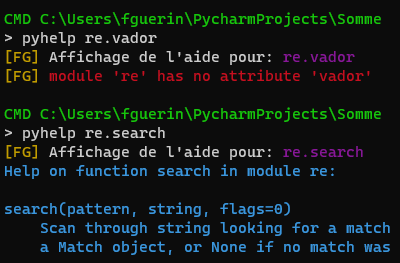 CMD C:\Users\fguerin\PycharmProjects\Somme
> pyhelp re.vador
[FG] Affichage de l'aide pour: re.vador
[FG] module 're' has no attribute 'vador'
CMD C:\Users\fguerin\PycharmProjects\Somme
> pyhelp re.search
[FG] Affichage de l'aide pour: re.search
Help on function search in module re:
search(pattern, string, flags=0)
    Scan through string looking for a match
    a Match object, or None if no match was